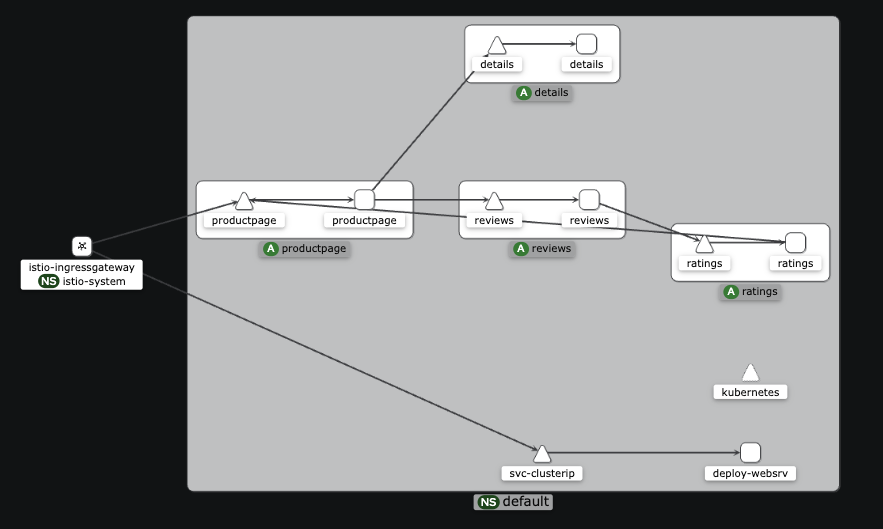 details
details
A details
productpage
productpage
reviews
reviews
A productpage
A reviews
ratings
ratings
A ratings
istio-ingressgateway
NS istio-system
kubernetes
svc-clusterip
deploy-websrv
NS default